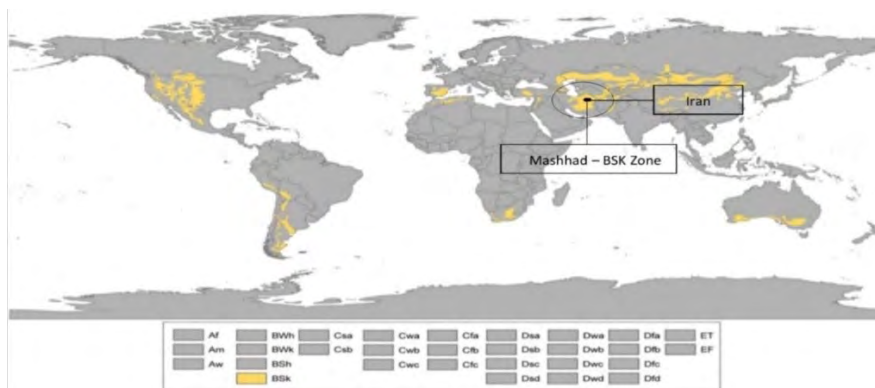 Iran
Mashhad – BSK Zone
Af BWh Csa Cwa Cfa Dsa Dwa Dfa ET
Am BWk Csb Cwb Cfb Dsb Dwb Dfb EF
Aw BSh Cwc Cfc Dsc Dwc Dfc
BSk Dsd Dwd Dfd